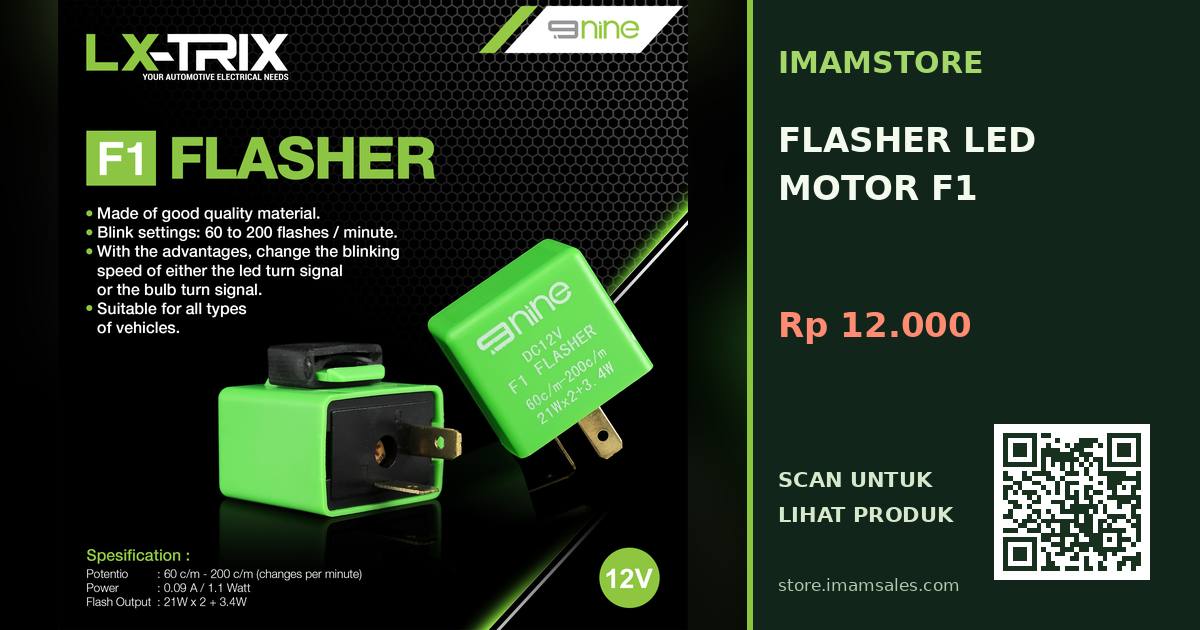 LX-TRIX
YOUR AUTOMOTIVE ELECTRICAL NEEDS
9nine
F1 FLASHER
• Made of good quality material.
• Blink settings: 60 to 200 flashes / minute.
• With the advantages, change the blinking
speed of either the led turn signal
or the bulb turn signal.
• Suitable for all types
of vehicles.
9nine
DC12V
F1 FLASHER
60c/m-200c/m
21Wx2+3.4W
Spesification :
Potentio : 60 c/m - 200 c/m (changes per minute)
Power : 0.09 A / 1.1 Watt
Flash Output : 21W x 2 + 3.4W
12V
IMAMSTORE
FLASHER LED
MOTOR F1
Rp 12.000
SCAN UNTUK
LIHAT PRODUK
store.imamsales.com